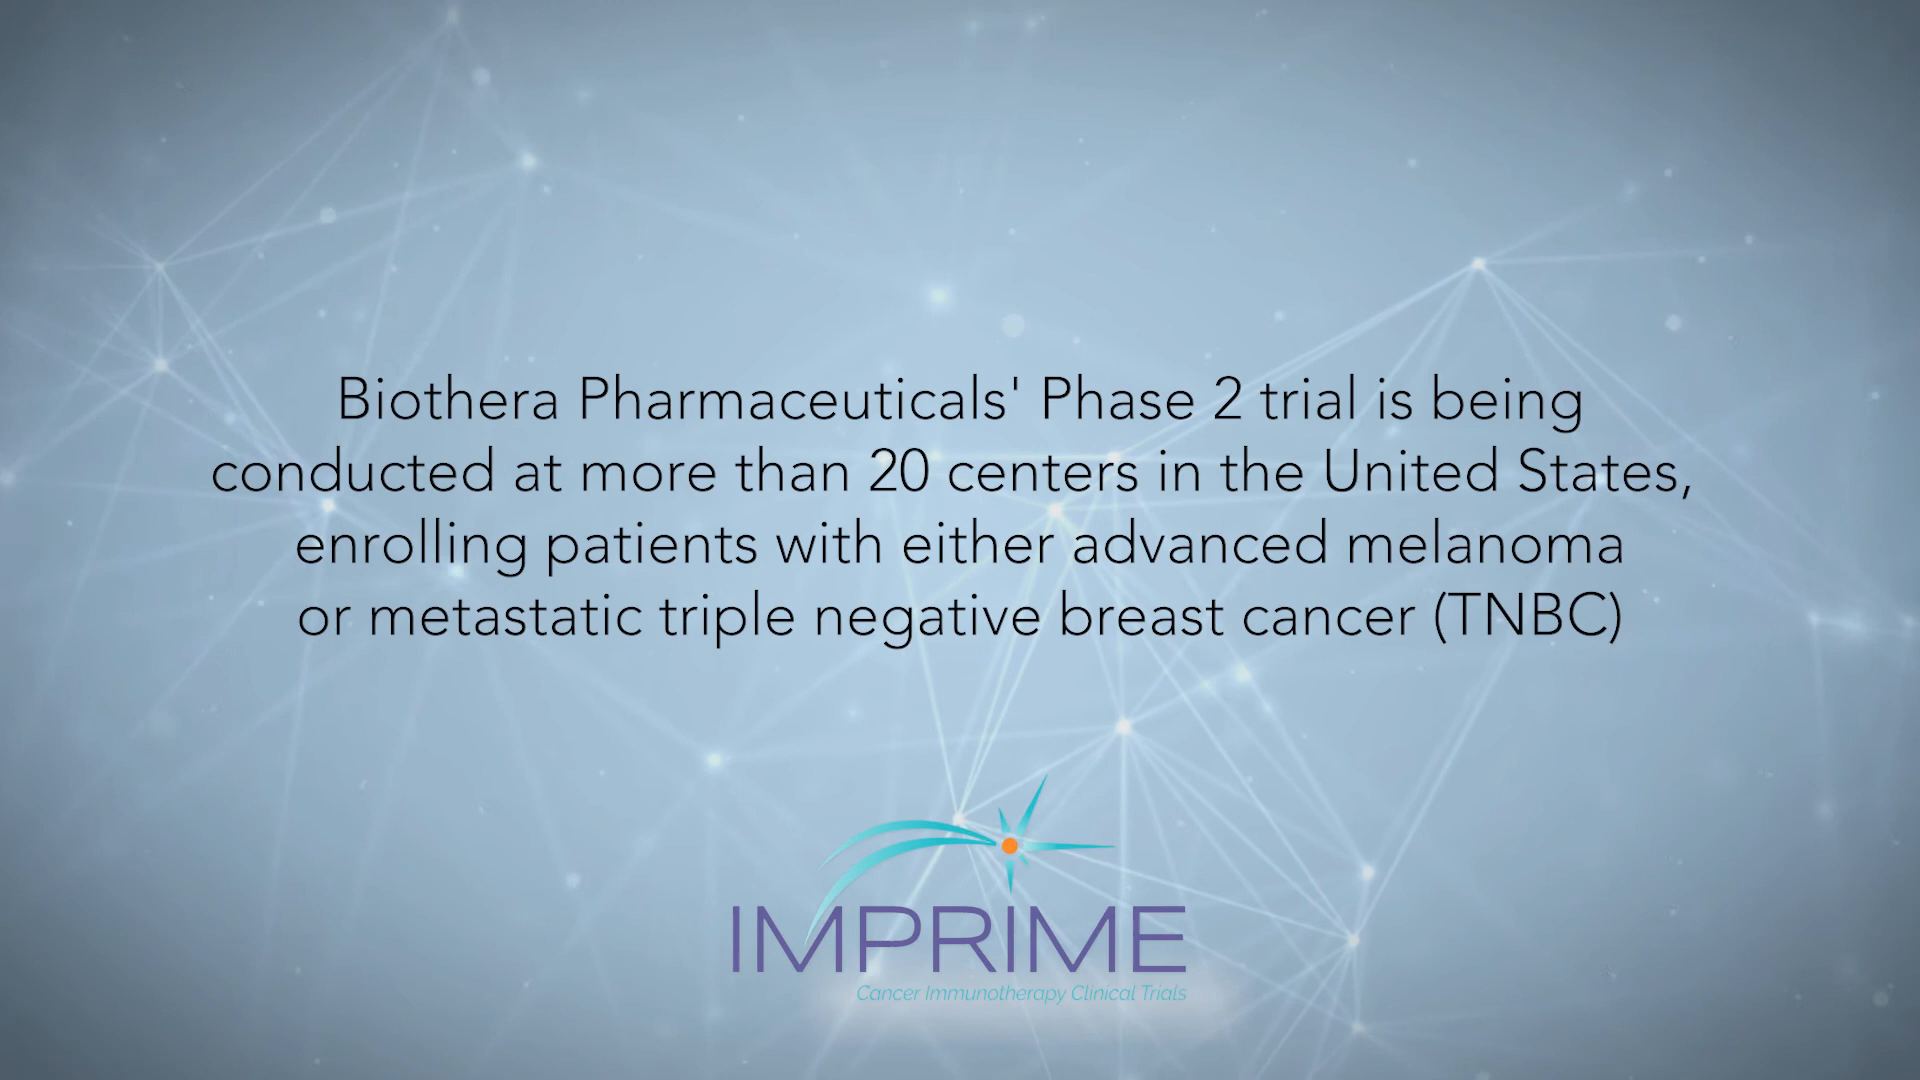 Biothera Pharmaceuticals' Phase 2 trial is being
conducted at more than 20 centers in the United States,
enrolling patients with either advanced melanoma
or metastatic triple negative breast cancer (TNBC)
IMPRIME
Cancer Immunotherapy Clinical Trials